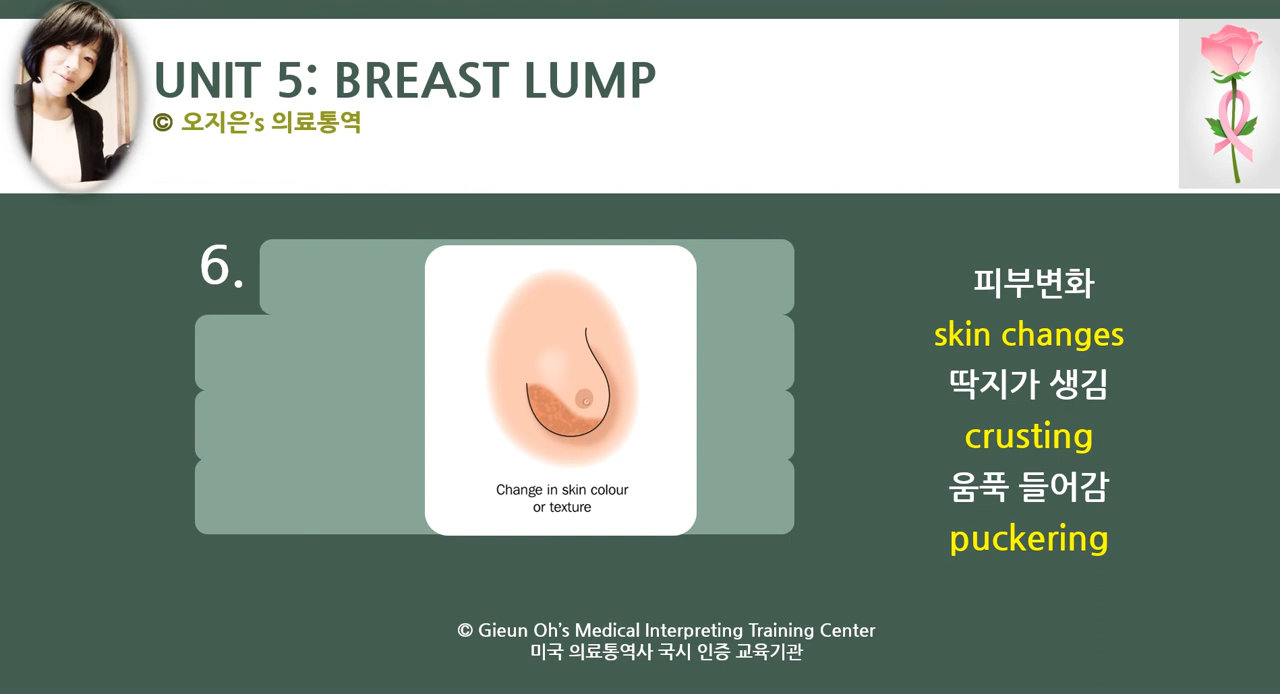 UNIT 5: BREAST LUMP
© 오지은's 의료통역
6.
Change in skin colour
or texture
피부변화
skin changes
딱지가 생김
crusting
움푹 들어감
puckering
© Gieun Oh's Medical Interpreting Training Center
미국 의료통역사 국시 인증 교육기관